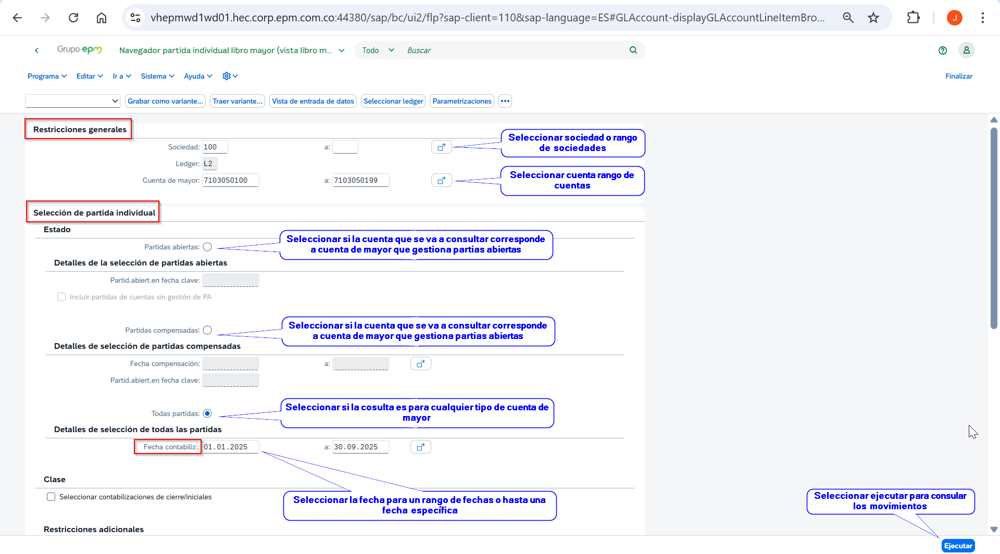 vhepmwd1wd01.hec.corp.epm.com.co:44380/sap/bc/ui2/flp?sap-client=110&sap-language=ES#GLAccount-displayGLAccountLineItemBro...
J
Grupo·epm
Navegador partida individual libro mayor (vista libro m...
Todo
Buscar
Programa
Editar
Ir a
Sistema
Ayuda
Finalizar
Grabar como variante...
Traer variante...
Vista de entrada de datos
Seleccionar ledger
Parametrizaciones
•••
Restricciones generales
Sociedad: 100 a:
Seleccionar sociedad o rango
de sociedades
Ledger: L2
Cuenta de mayor: 7103050100 a: 7103050199
Seleccionar cuenta rango de
cuentas
Selección de partida individual
Estado
Partidas abiertas:
Seleccionar si la cuenta que se va a consultar corresponde
a cuenta de mayor que gestiona partias abiertas
Detalles de la selección de partidas abiertas
Partid.abiert.en fecha clave:
Incluir partidas de cuentas sin gestión de PA
Partidas compensadas:
Seleccionar si la cuenta que se va a consultar corresponde
a cuenta de mayor que gestiona partias abiertas
Detalles de selección de partidas compensadas
Fecha compensación: a:
Partid.abiert.en fecha clave:
Todas partidas:
Seleccionar si la cosulta es para cualquier tipo de cuenta de
mayor
Detalles de selección de todas las partidas
Fecha contabiliz.: 01.01.2025 a: 30.09.2025
Clase
Seleccionar contabilizaciones de cierre/iniciales
Seleccionar la fecha para un rango de fechas o hasta una
fecha específica
Seleccionar ejecutar para consular
los movimientos
Restricciones adicionales
Ejecutar